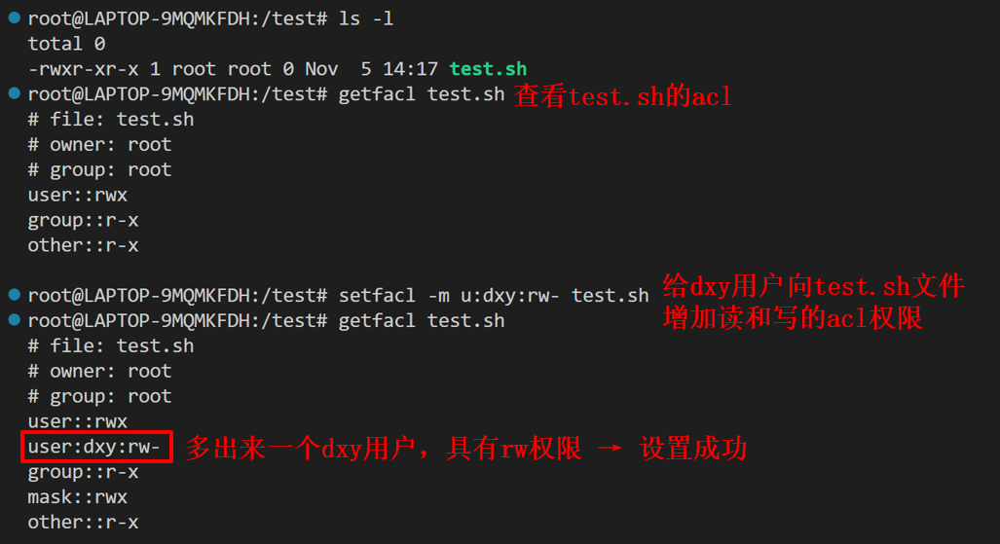 root@LAPTOP-9MQMKFDH:/test# ls -l
total 0
-rwxr-xr-x 1 root root 0 Nov  5 14:17 test.sh
root@LAPTOP-9MQMKFDH:/test# getfacl test.sh 查看test.sh的acl
# file: test.sh
# owner: root
# group: root
user::rwx
group::r-x
other::r-x
root@LAPTOP-9MQMKFDH:/test# setfacl -m u:dxy:rw- test.sh
给dxy用户向test.sh文件
增加读和写的acl权限
root@LAPTOP-9MQMKFDH:/test# getfacl test.sh
# file: test.sh
# owner: root
# group: root
user::rwx
user:dxy:rw- 多出来一个dxy用户，具有rw权限 → 设置成功
group::r-x
mask::rwx
other::r-x